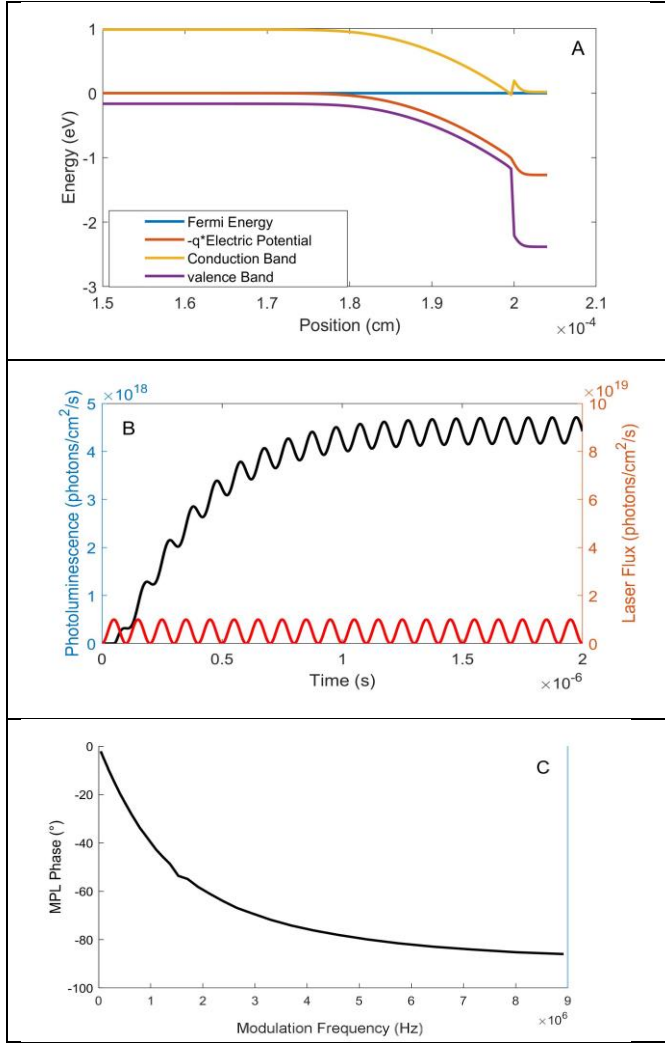 A
1
0
-1
-2
-3
Energy (eV)
Fermi Energy
-q*Electric Potential
Conduction Band
valence Band
1.5 1.6 1.7 1.8 1.9 2 2.1
Position (cm)
×10⁻⁴
×10¹⁸
×10¹⁹
B
5
4
3
2
1
0
Photoluminescence (photons/cm²/s)
10
8
6
4
2
0
Laser Flux (photons/cm²/s)
0 0.5 1 1.5 2
Time (s)
×10⁻⁶
C
0
-20
-40
-60
-80
-100
MPL Phase (°)
0 1 2 3 4 5 6 7 8 9
Modulation Frequency (Hz)
×10⁶